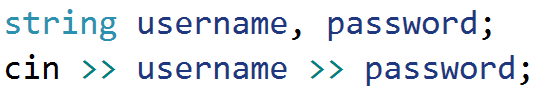 string username, password;
cin >> username >> password;